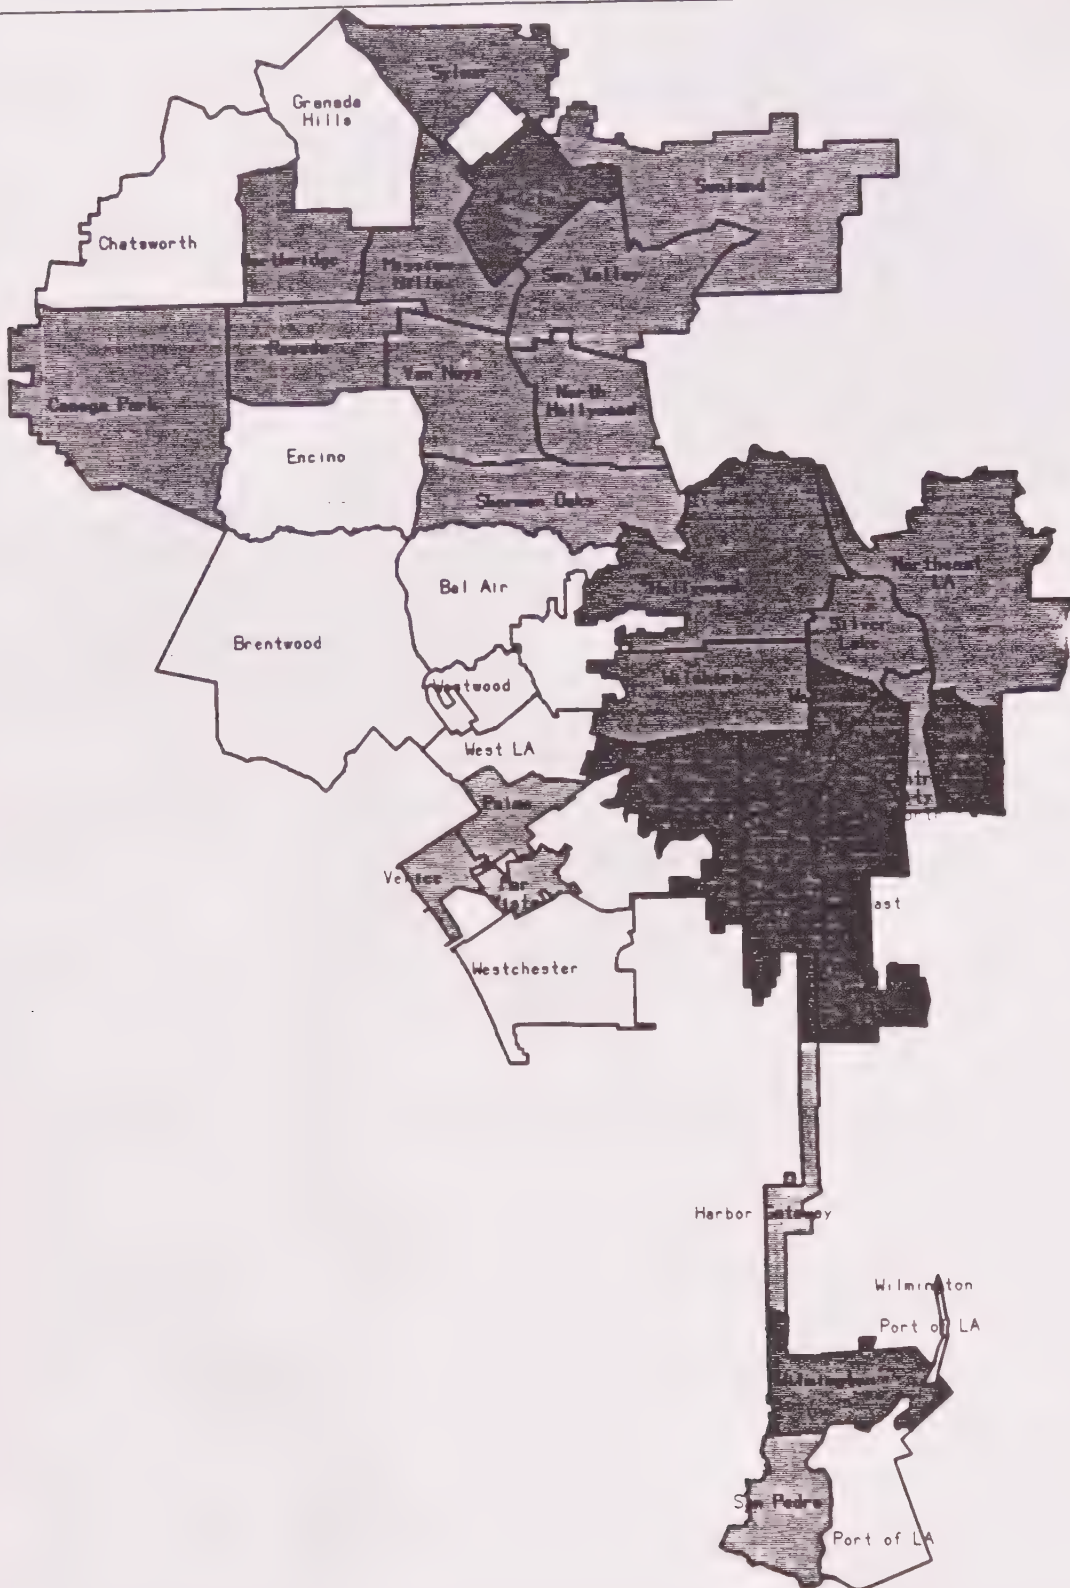 Sylmar
Granada
Hills
Sunland
Chatsworth
Northridge
Mission
Hills
Sun Valley
Reseda
Van Nuys
North
Hollywood
Canoga Park
Encino
Sherman Oaks
Northeast
LA
Bel Air
Hollywood
Silver
Lake
Brentwood
Westwood
Wilshire
West LA
Palms
Venice
Mar
Vista
Westchester
Harbor Gateway
Wilmington
Port of LA
Wilmington
San Pedro
Port of LA